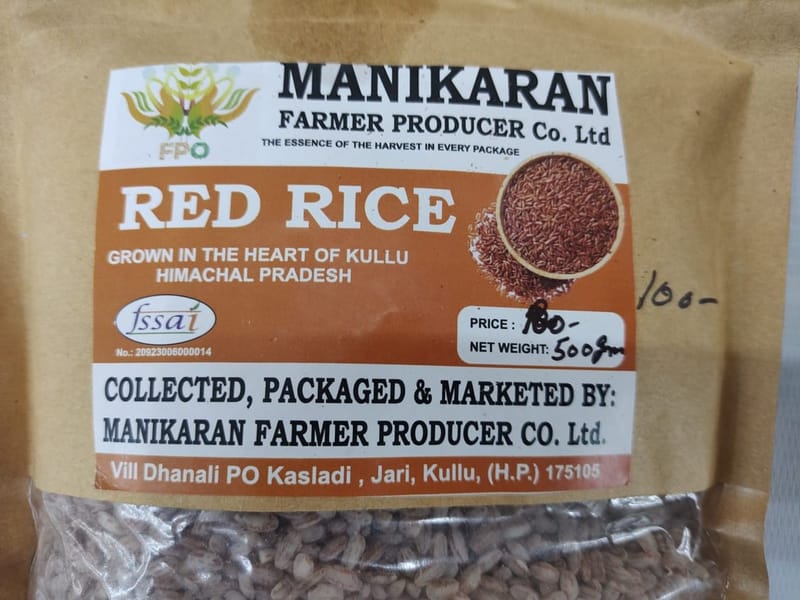 MANIKARAN
FARMER PRODUCER Co. Ltd
THE ESSENCE OF THE HARVEST IN EVERY PACKAGE
FPO
RED RICE
GROWN IN THE HEART OF KULLU
HIMACHAL PRADESH
fssai
No.: 20923006000014
PRICE : 100-
NET WEIGHT: 500gm
100-
COLLECTED, PACKAGED & MARKETED BY:
MANIKARAN FARMER PRODUCER CO. Ltd.
Vill Dhanali PO Kasladi , Jari, Kullu, (H.P.) 175105